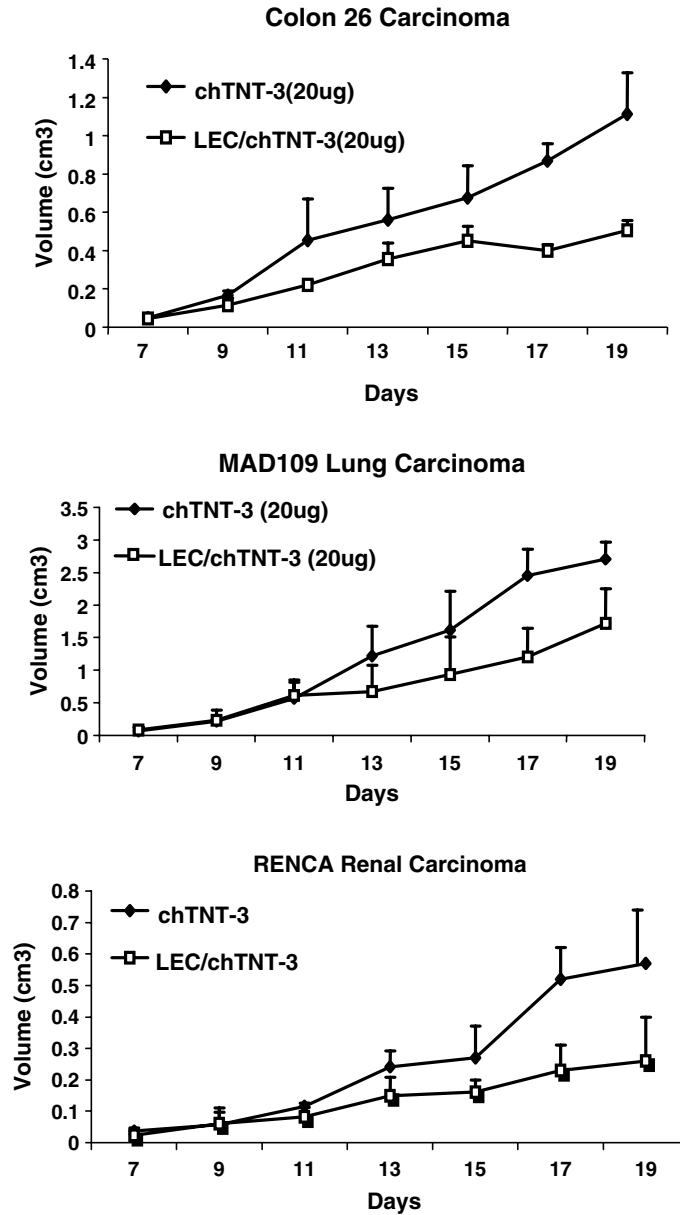 Colon 26 Carcinoma
1.4
1.2
1
0.8
0.6
0.4
0.2
0
Volume (cm3)
chTNT-3(20ug)
LEC/chTNT-3(20ug)
7 9 11 13 15 17 19
Days
MAD109 Lung Carcinoma
3.5
3
2.5
2
1.5
1
0.5
0
Volume (cm3)
chTNT-3 (20ug)
LEC/chTNT-3 (20ug)
7 9 11 13 15 17 19
Days
RENCA Renal Carcinoma
0.8
0.7
0.6
0.5
0.4
0.3
0.2
0.1
0
Volume (cm3)
chTNT-3
LEC/chTNT-3
7 9 11 13 15 17 19
Days